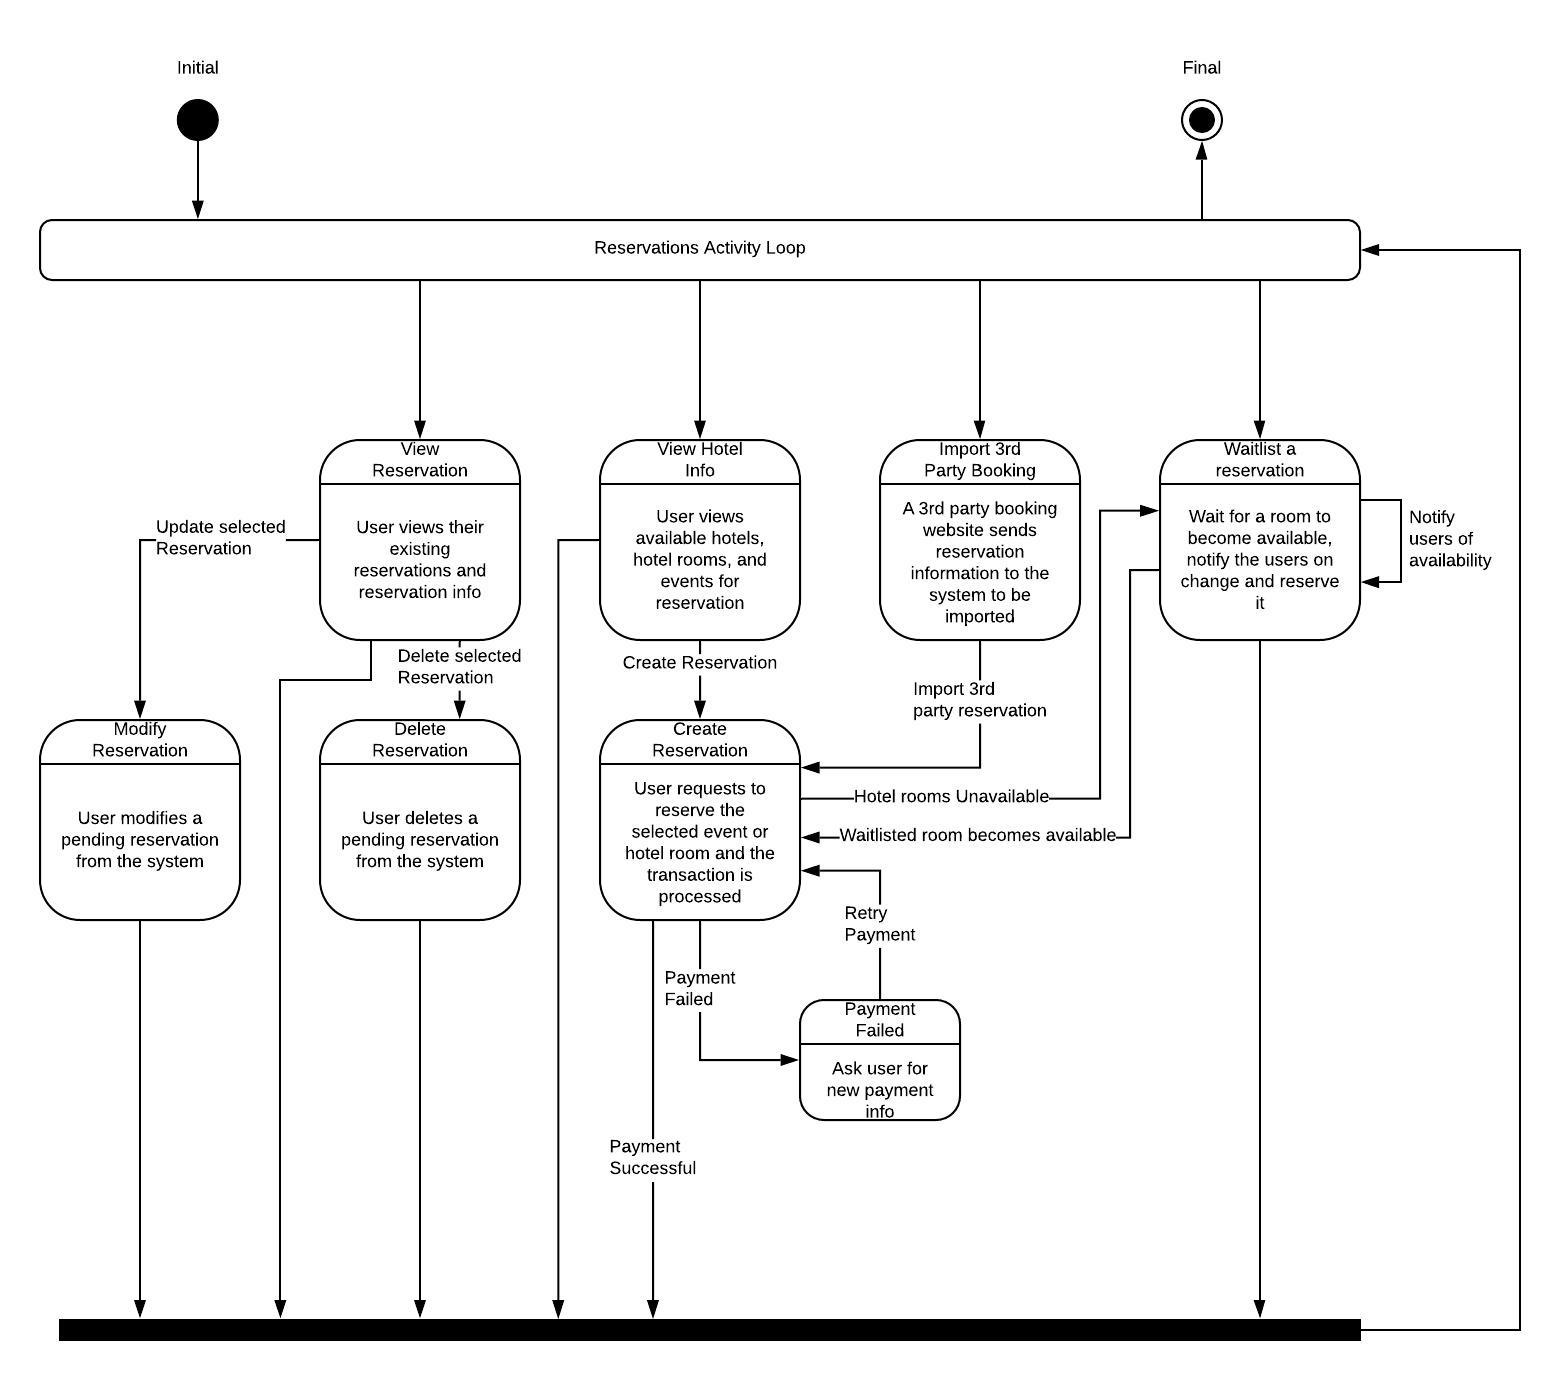 Initial
Final
Reservations Activity Loop
View
Reservation
User views their
existing
reservations and
reservation info
View Hotel
Info
User views
available hotels,
hotel rooms, and
events for
reservation
Import 3rd
Party Booking
A 3rd party booking
website sends
reservation
information to the
system to be
imported
Waitlist a
reservation
Wait for a room to
become available,
notify the users on
change and reserve
it
Notify
users of
availability
Update selected
Reservation
Delete selected
Reservation
Create Reservation
Import 3rd
party reservation
Modify
Reservation
User modifies a
pending reservation
from the system
Delete
Reservation
User deletes a
pending reservation
from the system
Create
Reservation
User requests to
reserve the
selected event or
hotel room and the
transaction is
processed
Hotel rooms Unavailable
Waitlisted room becomes available
Retry
Payment
Payment
Failed
Payment
Failed
Ask user for
new payment
info
Payment
Successful